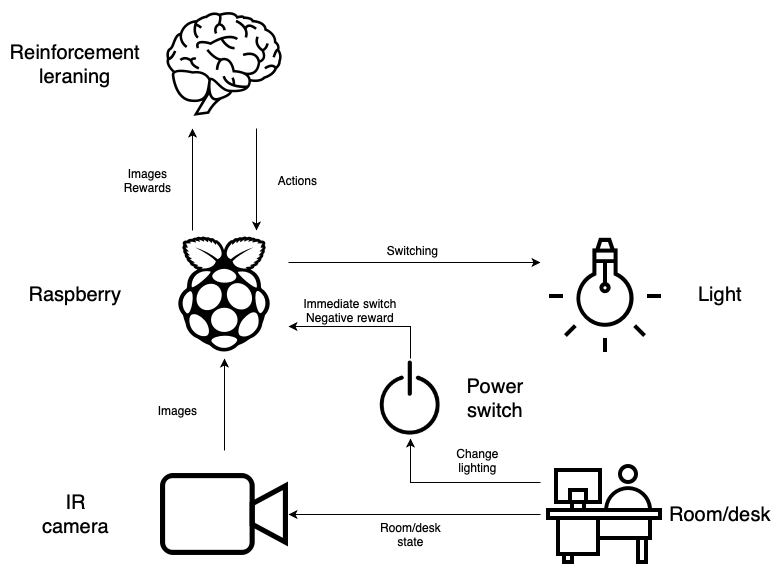 Reinforcement
leraning
Images
Rewards
Actions
Switching
Raspberry
Immediate switch
Negative reward
Light
Power
switch
Images
Change
lighting
IR
camera
Room/desk
state
Room/desk